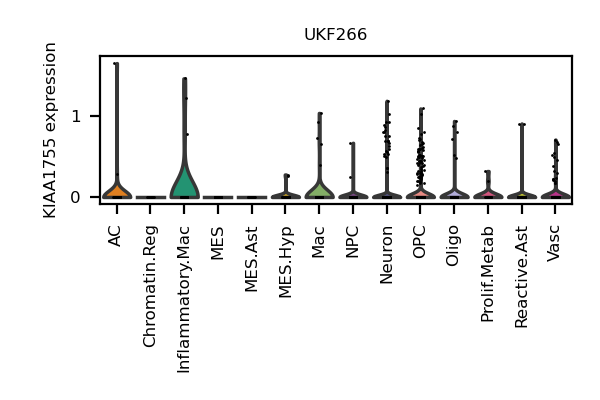 UKF266
KIAA1755 expression
1
0
AC
Chromatin.Reg
Inflammatory.Mac
MES
MES.Ast
MES.Hyp
Mac
NPC
Neuron
OPC
Oligo
Prolif.Metab
Reactive.Ast
Vasc